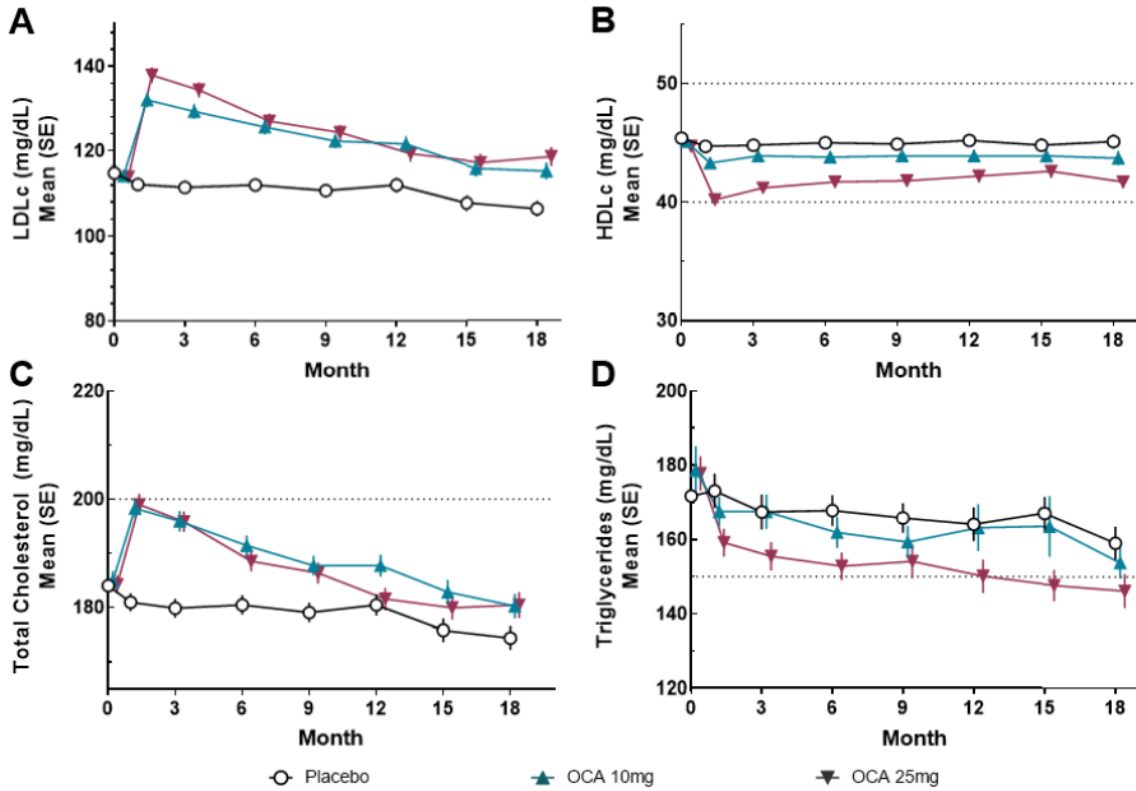 A
LDLc (mg/dL)
Mean (SE)
140
120
100
80
0 3 6 9 12 15 18
Month
B
HDLc (mg/dL)
Mean (SE)
50
40
30
0 3 6 9 12 15 18
Month
C
Total Cholesterol (mg/dL)
Mean (SE)
220
200
180
0 3 6 9 12 15 18
Month
D
Triglycerides (mg/dL)
Mean (SE)
200
180
160
140
120
0 3 6 9 12 15 18
Month
Placebo OCA 10mg OCA 25mg